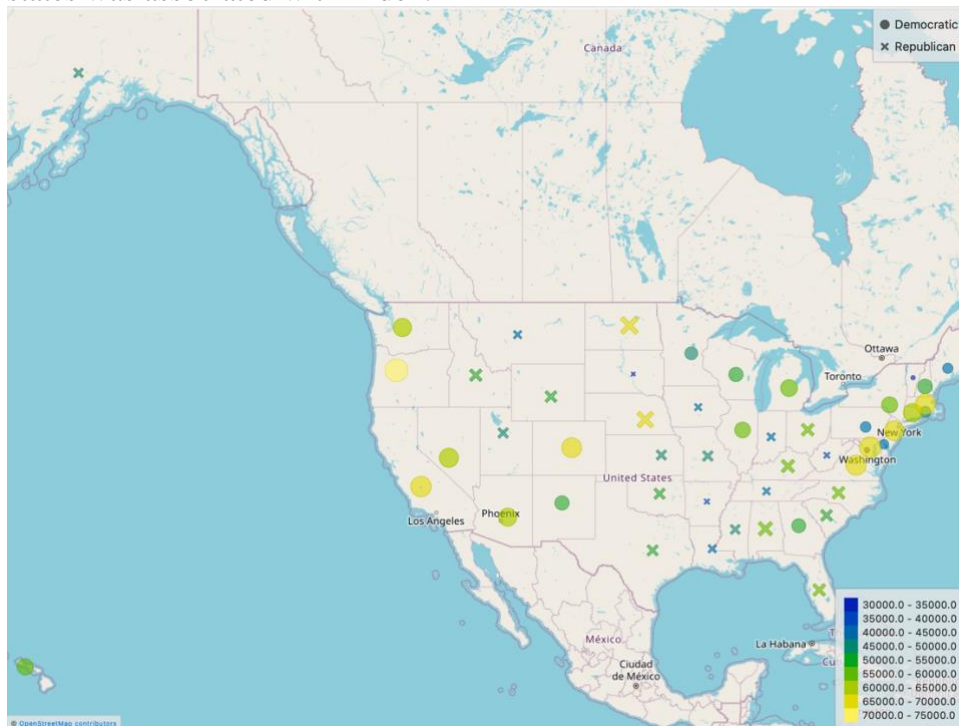 Democratic
Republican
Canada
Ottawa
Toronto
New York
Washington
United States
Phoenix
Los Angeles
La Habana
México
Ciudad
de México
30000.0 - 35000.0
35000.0 - 40000.0
40000.0 - 45000.0
45000.0 - 50000.0
50000.0 - 55000.0
55000.0 - 60000.0
60000.0 - 65000.0
65000.0 - 70000.0
70000.0 - 75000.0
© OpenStreetMap contributors